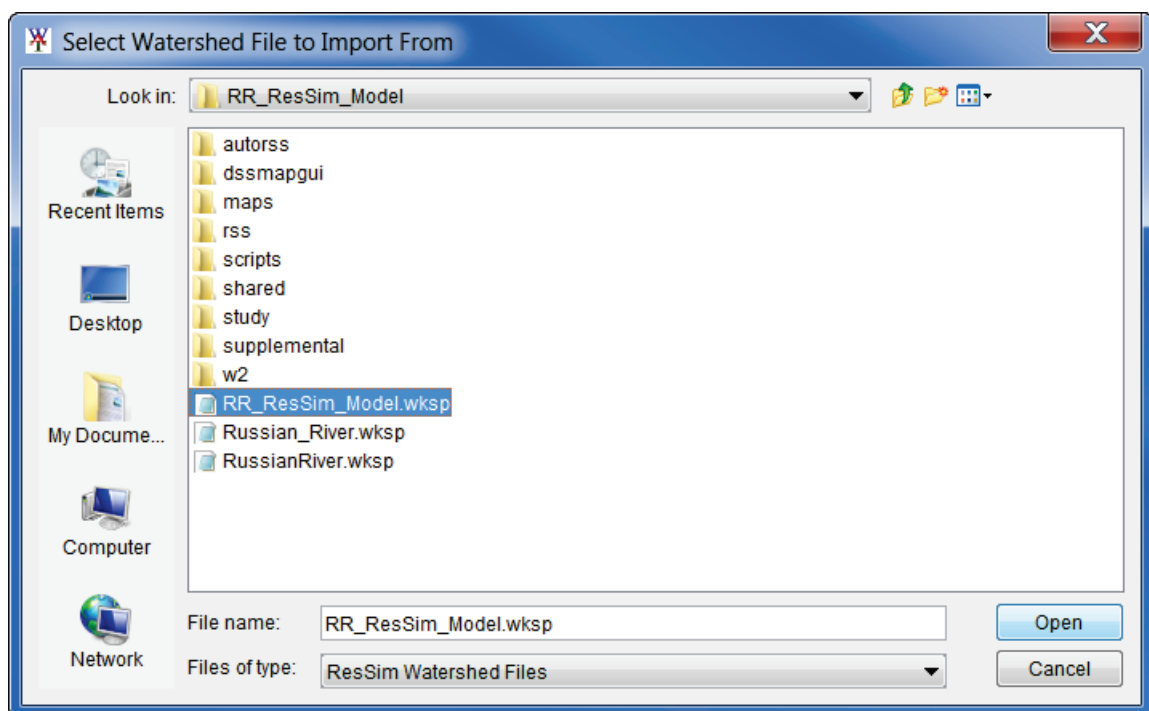 Select Watershed File to Import From
X
Look in:
RR_ResSim_Model
autorss
dssmapgui
maps
rss
scripts
shared
study
supplemental
w2
RR_ResSim_Model.wksp
Russian_River.wksp
RussianRiver.wksp
Recent Items
Desktop
My Docume...
Computer
Network
File name:
RR_ResSim_Model.wksp
Open
Files of type:
ResSim Watershed Files
Cancel